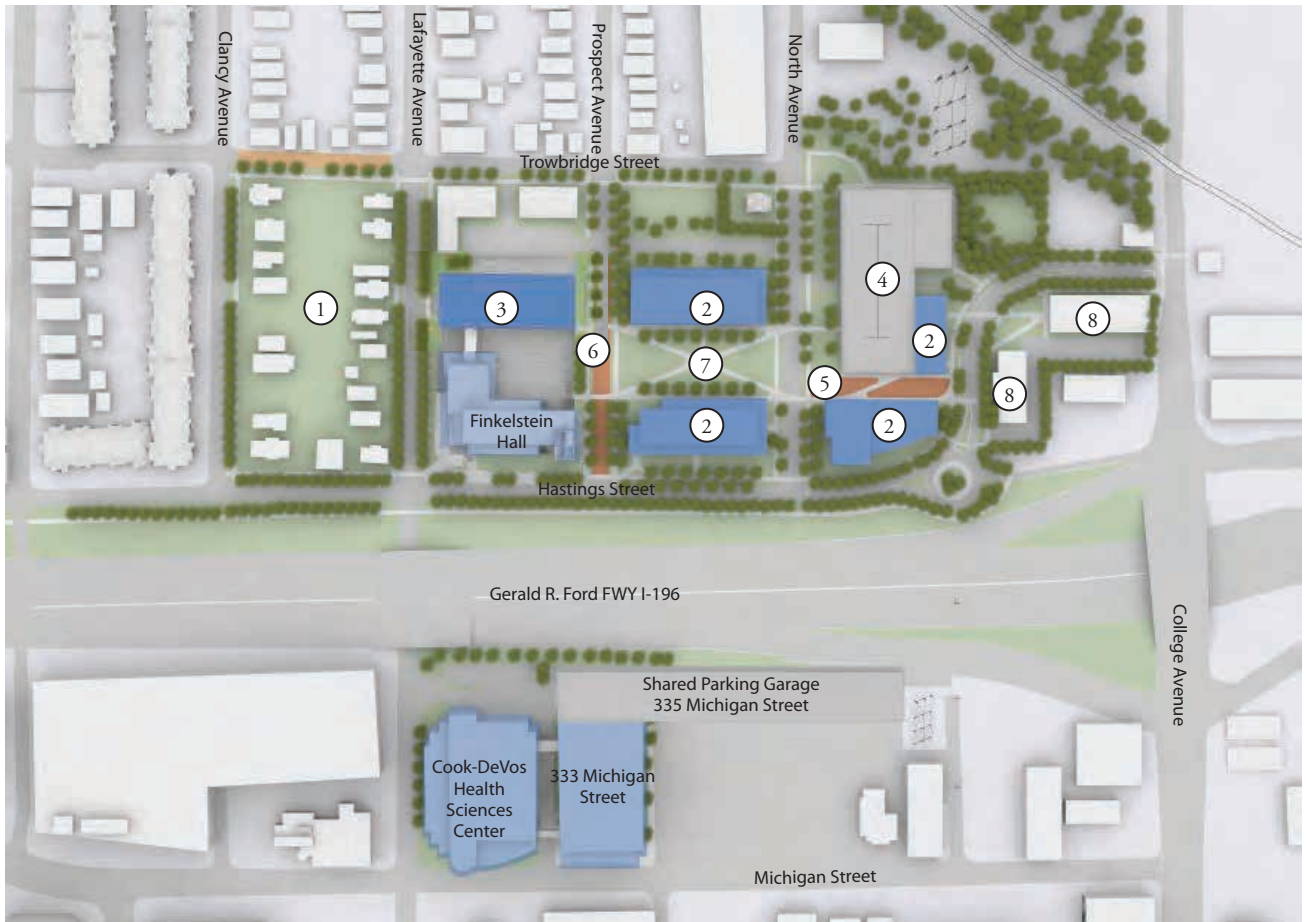 Clancy Avenue
Lafayette Avenue
Prospect Avenue
North Avenue
Trowbridge Street
1
3
2
4
8
6
7
2
5
8
Finkelstein
Hall
2
2
Hastings Street
Gerald R. Ford FWY I-196
College Avenue
Shared Parking Garage
335 Michigan Street
Cook-DeVos
Health
Sciences
Center
333 Michigan
Street
Michigan Street